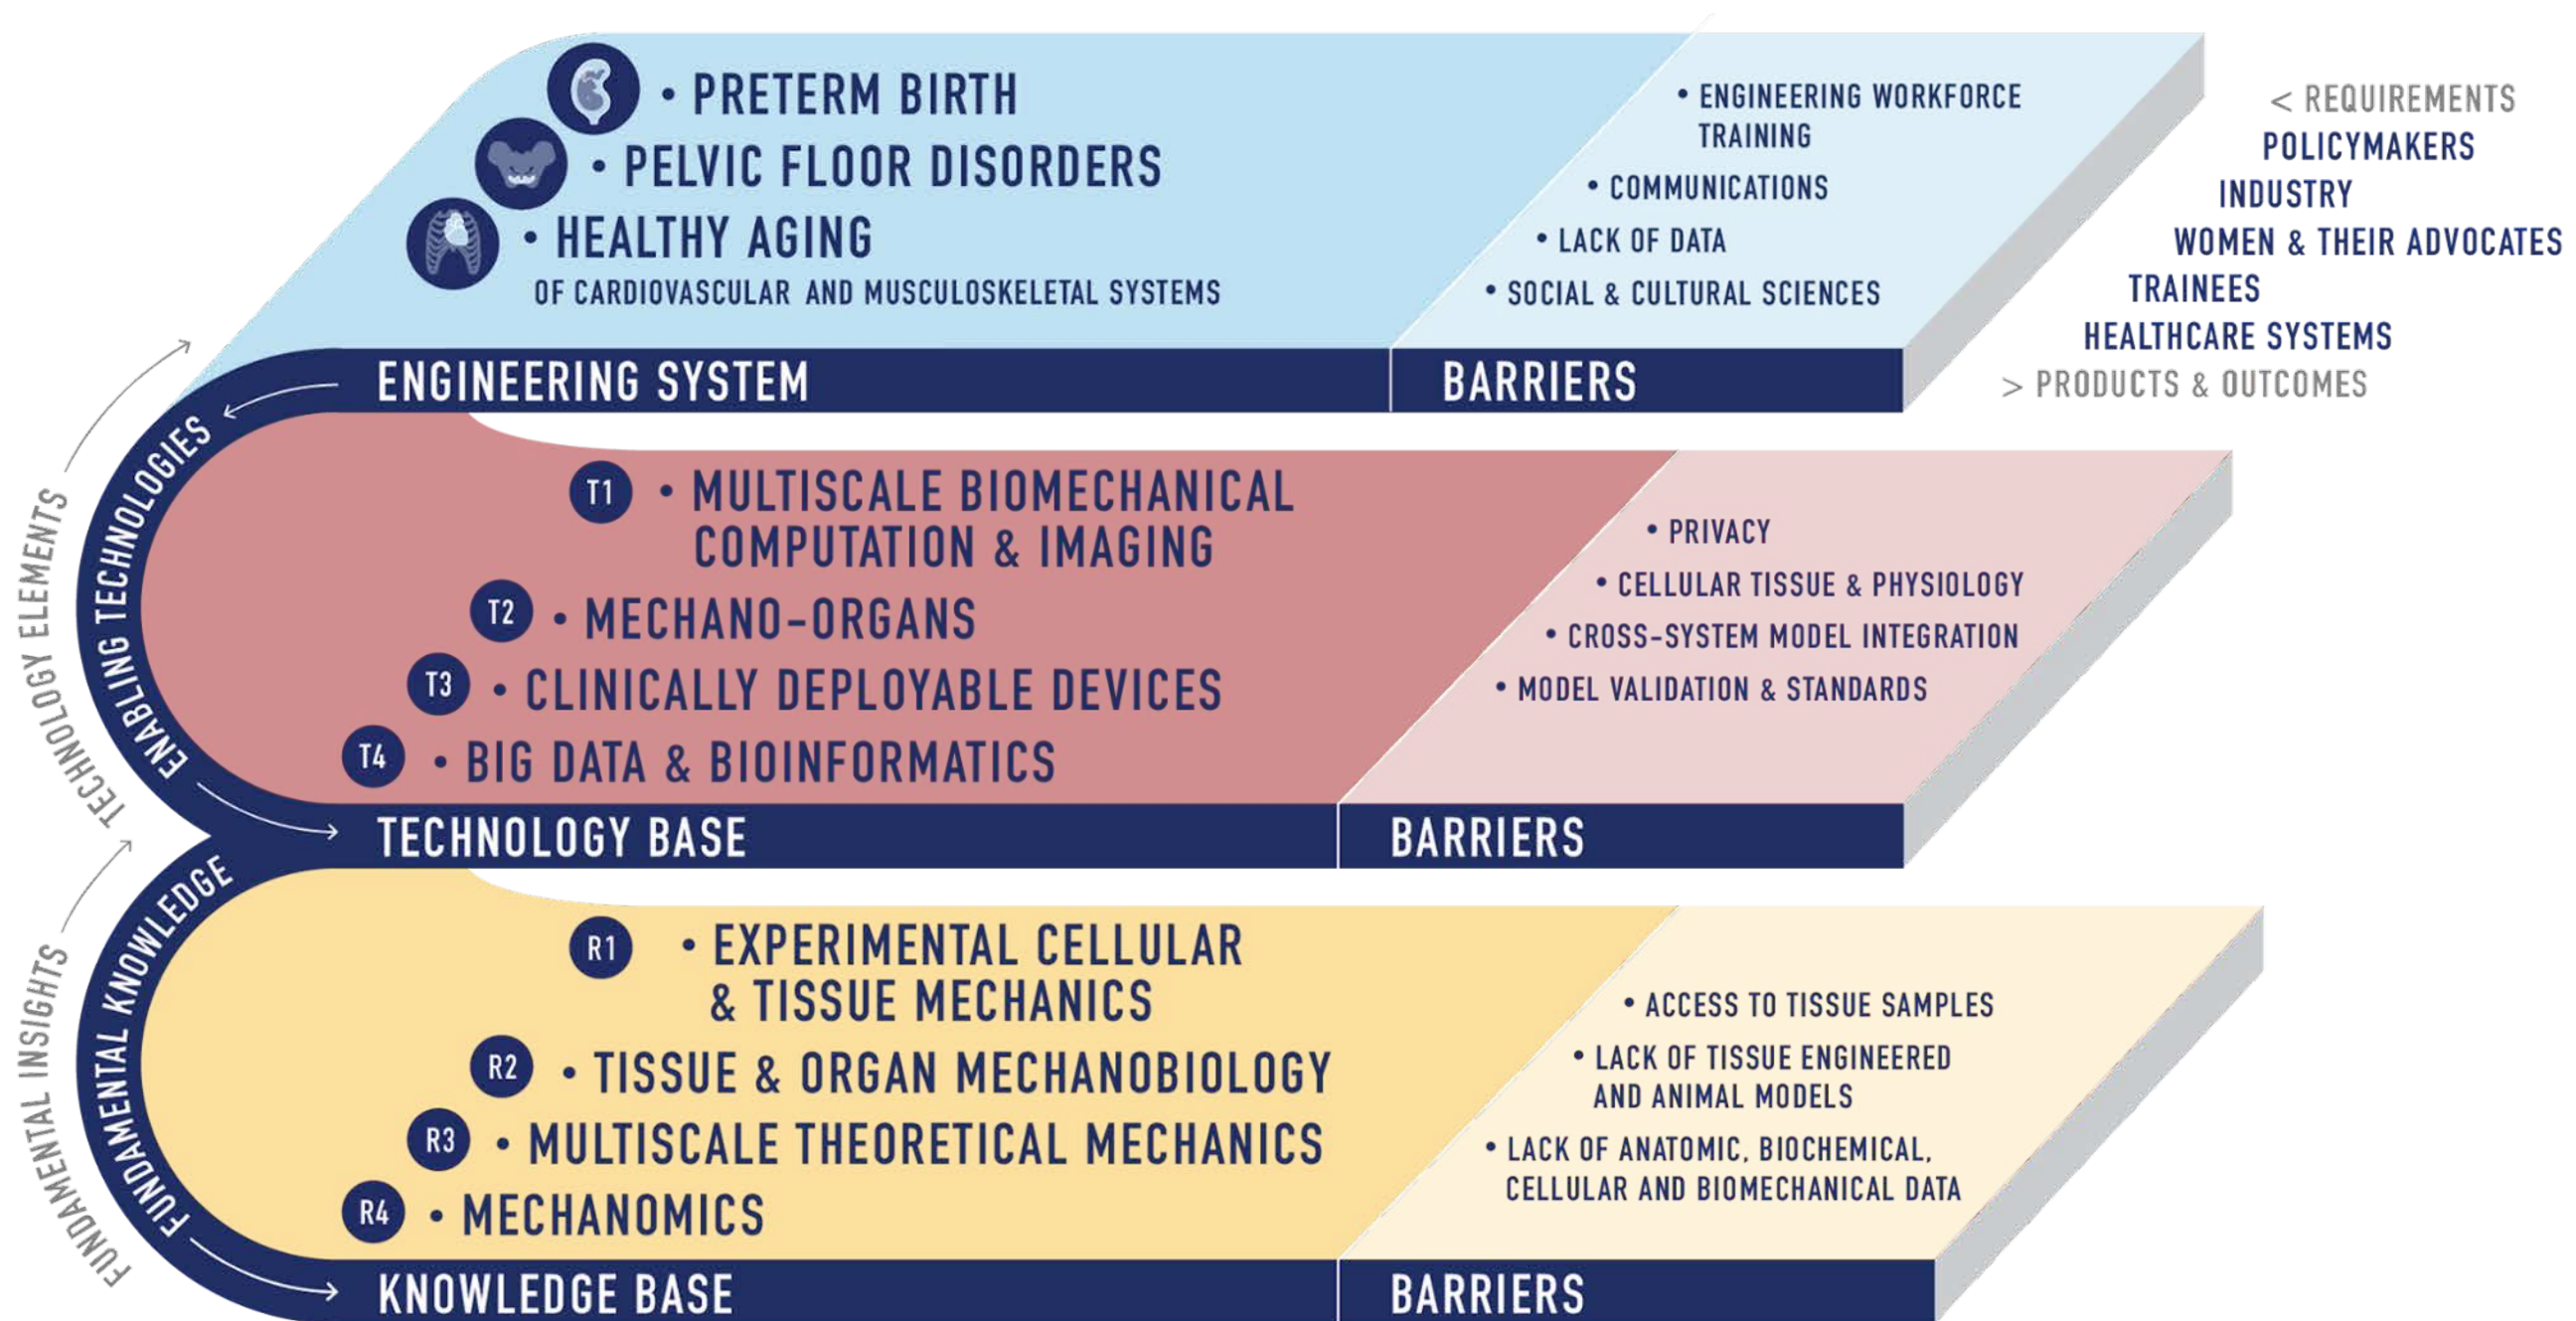 • PRETERM BIRTH
• PELVIC FLOOR DISORDERS
• HEALTHY AGING
OF CARDIOVASCULAR AND MUSCULOSKELETAL SYSTEMS
• ENGINEERING WORKFORCE
TRAINING
• COMMUNICATIONS
• LACK OF DATA
• SOCIAL & CULTURAL SCIENCES
< REQUIREMENTS
POLICYMAKERS
INDUSTRY
WOMEN & THEIR ADVOCATES
TRAINEES
HEALTHCARE SYSTEMS
> PRODUCTS & OUTCOMES
ENGINEERING SYSTEM
BARRIERS
TECHNOLOGY ELEMENTS
ENABLING TECHNOLOGIES
T1 • MULTISCALE BIOMECHANICAL
COMPUTATION & IMAGING
T2 • MECHANO-ORGANS
T3 • CLINICALLY DEPLOYABLE DEVICES
T4 • BIG DATA & BIOINFORMATICS
• PRIVACY
• CELLULAR TISSUE & PHYSIOLOGY
• CROSS-SYSTEM MODEL INTEGRATION
• MODEL VALIDATION & STANDARDS
TECHNOLOGY BASE
BARRIERS
FUNDAMENTAL INSIGHTS
FUNDAMENTAL KNOWLEDGE
R1 • EXPERIMENTAL CELLULAR
& TISSUE MECHANICS
R2 • TISSUE & ORGAN MECHANOBIOLOGY
R3 • MULTISCALE THEORETICAL MECHANICS
R4 • MECHANOMICS
• ACCESS TO TISSUE SAMPLES
• LACK OF TISSUE ENGINEERED
AND ANIMAL MODELS
• LACK OF ANATOMIC, BIOCHEMICAL,
CELLULAR AND BIOMECHANICAL DATA
KNOWLEDGE BASE
BARRIERS